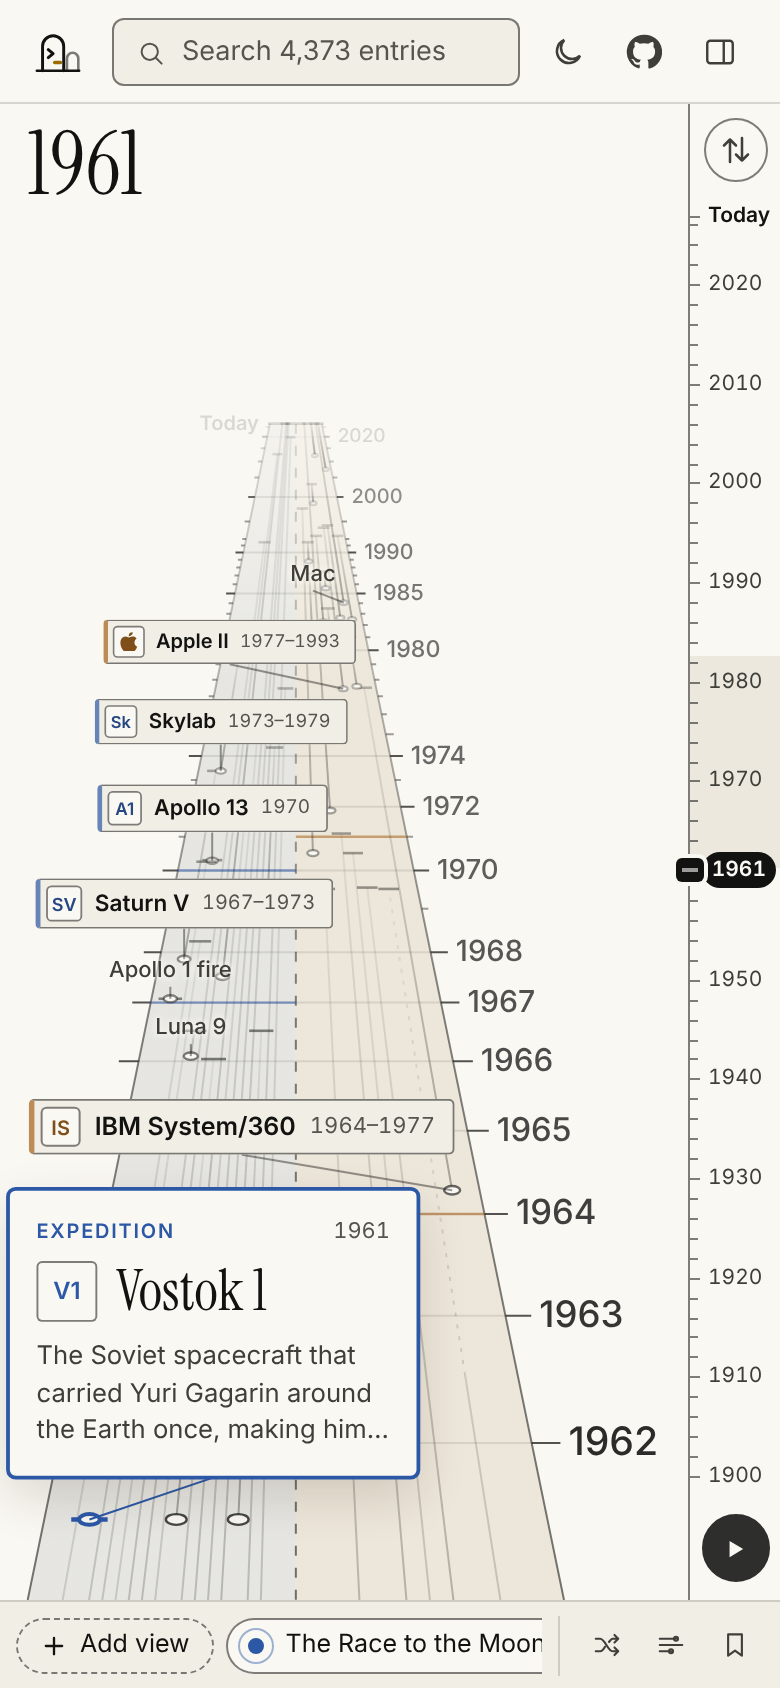 Search 4,373 entries
1961
Today
2020
2010
2000
1990
1980
1970
1961
1950
1940
1930
1920
1910
1900
Today
2020
2000
1990
Mac
1985
Apple II 1977–1993
1980
Sk Skylab 1973–1979
1974
A1 Apollo 13 1970
1972
1970
SV Saturn V 1967–1973
1968
Apollo 1 fire
1967
Luna 9
1966
IS IBM System/360 1964–1977
1965
1964
EXPEDITION 1961
V1 Vostok 1
The Soviet spacecraft that
carried Yuri Gagarin around
the Earth once, making him...
1963
1962
+ Add view
The Race to the Moon